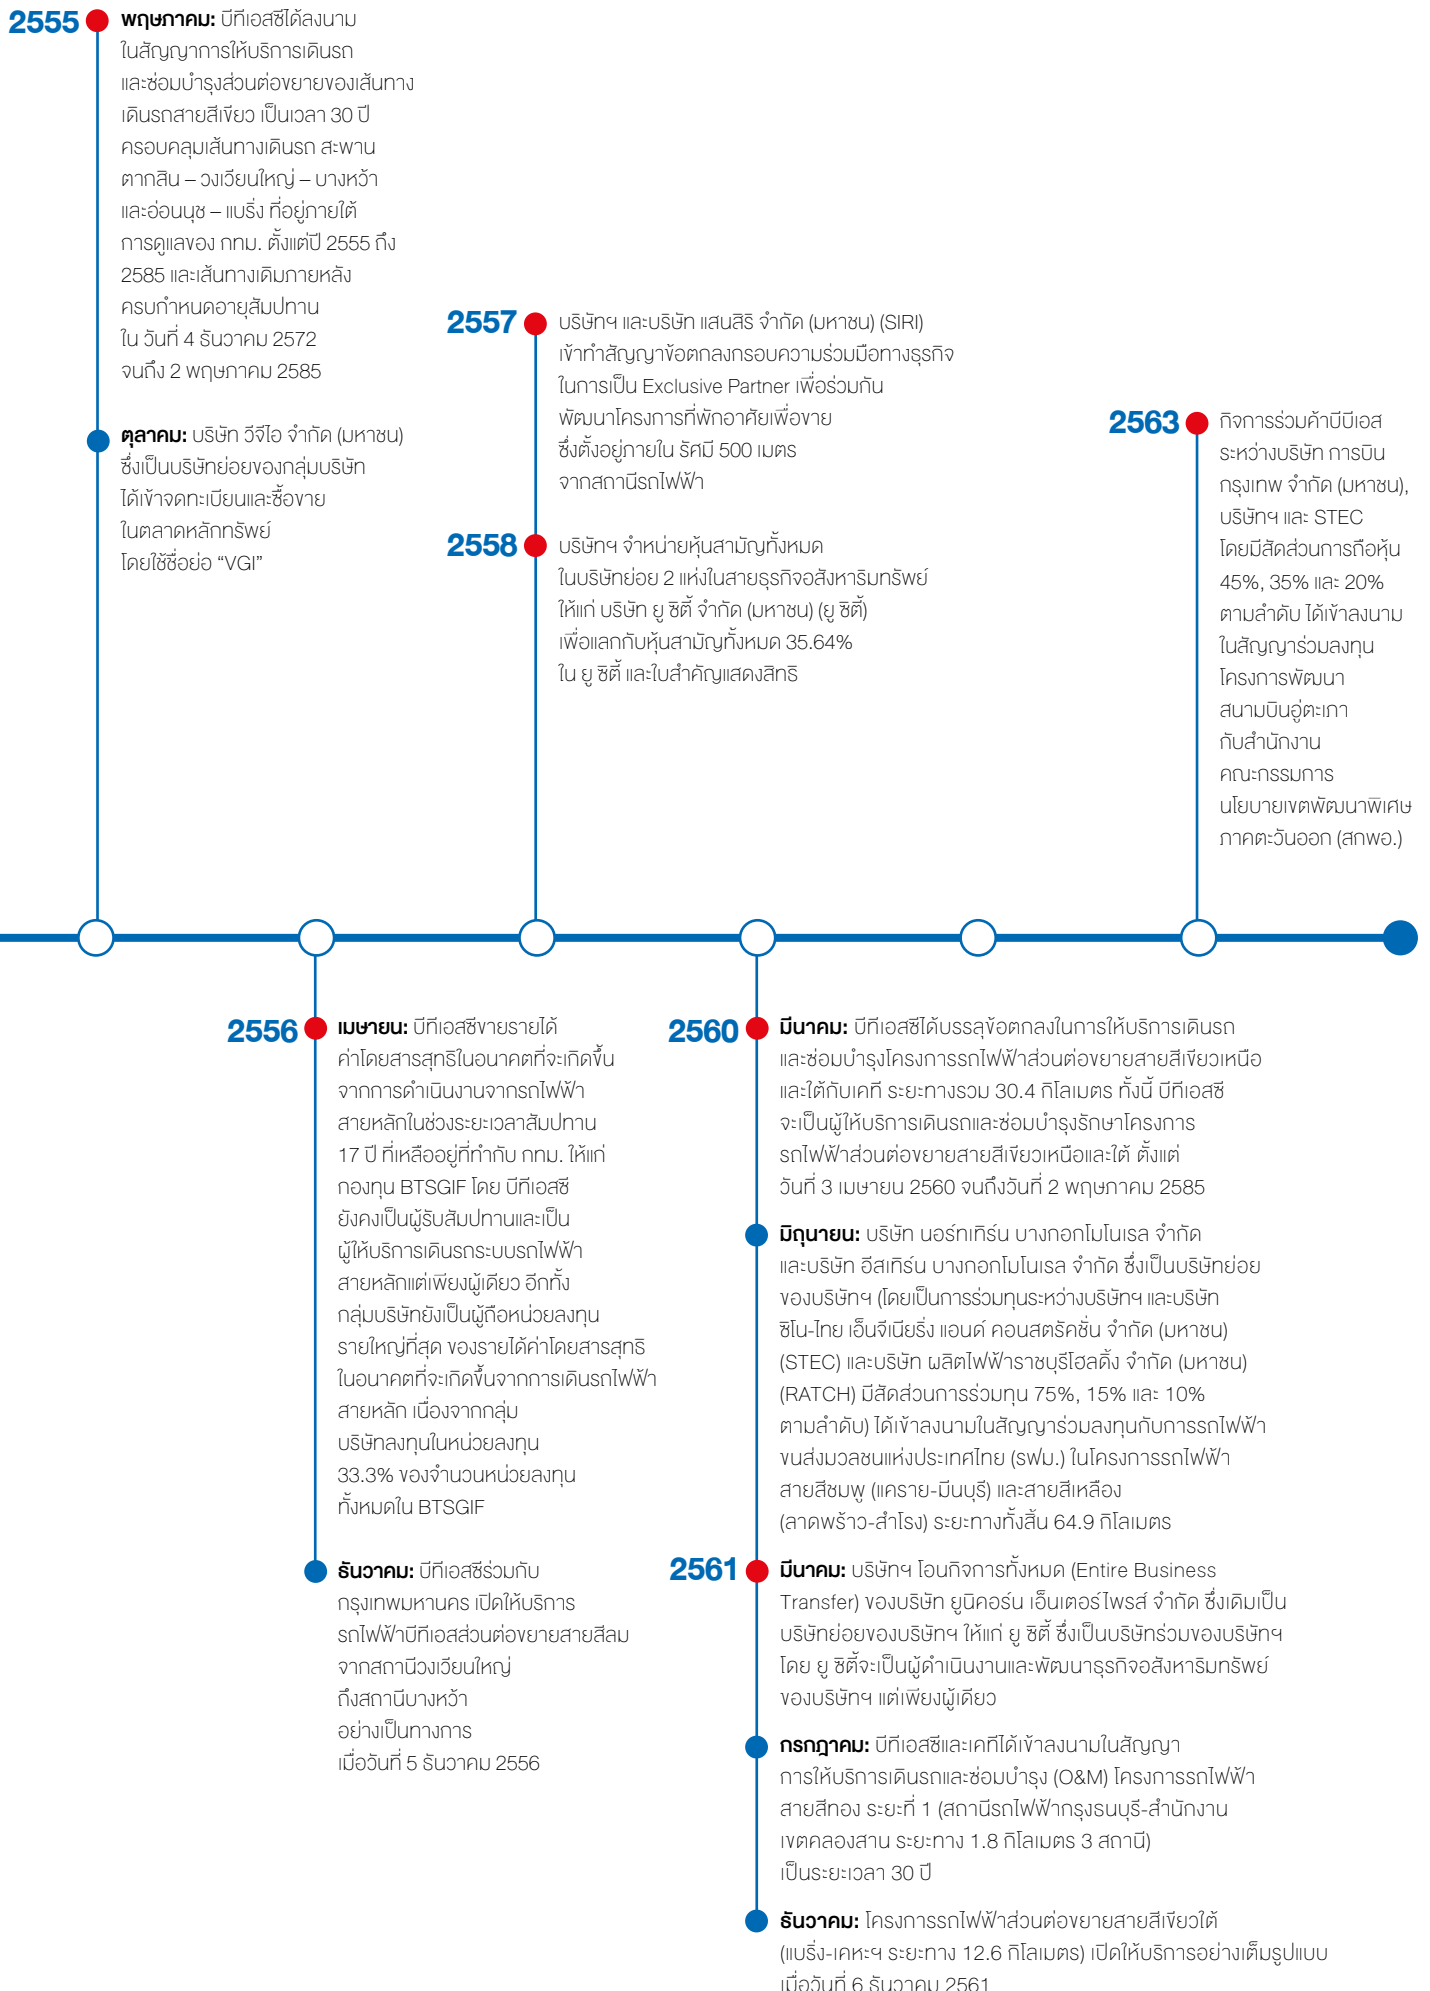 2555
พฤษภาคม: บีทีเอสซีได้ลงนาม
ในสัญญาการให้บริการเดินรถ
และซ่อมบำรุงส่วนต่อขยายของเส้นทาง
เดินรถสายสีเขียว เป็นเวลา 30 ปี
ครอบคลุมเส้นทางเดินรถ สะพาน
ตากสิน – วงเวียนใหญ่ – บางหว้า
และอ่อนนุช – แบริ่ง ที่อยู่ภายใต้
การดูแลของ กทม. ตั้งแต่ปี 2555 ถึง
2585 และเส้นทางเดิมภายหลัง
ครบกำหนดอายุสัมปทาน
ใน วันที่ 4 ธันวาคม 2572
จนถึง 2 พฤษภาคม 2585
ตุลาคม: บริษัท วีจีไอ จำกัด (มหาชน)
ซึ่งเป็นบริษัทย่อยของกลุ่มบริษัท
ได้เข้าจดทะเบียนและซื้อขาย
ในตลาดหลักทรัพย์
โดยใช้ชื่อย่อ “VGI”
2557
บริษัทฯ และบริษัท แสนสิริ จำกัด (มหาชน) (SIRI)
เข้าทำสัญญาข้อตกลงกรอบความร่วมมือทางธุรกิจ
ในการเป็น Exclusive Partner เพื่อร่วมกัน
พัฒนาโครงการที่พักอาศัยเพื่อขาย
ซึ่งตั้งอยู่ภายใน รัศมี 500 เมตร
จากสถานีรถไฟฟ้า
2558
บริษัทฯ จำหน่ายหุ้นสามัญทั้งหมด
ในบริษัทย่อย 2 แห่งในสายธุรกิจอสังหาริมทรัพย์
ให้แก่ บริษัท ยู ซิตี้ จำกัด (มหาชน) (ยู ซิตี้)
เพื่อแลกกับหุ้นสามัญทั้งหมด 35.64%
ใน ยู ซิตี้ และใบสำคัญแสดงสิทธิ
2563
กิจการร่วมค้าบีบีเอส
ระหว่างบริษัท การบิน
กรุงเทพ จำกัด (มหาชน),
บริษัทฯ และ STEC
โดยมีสัดส่วนการถือหุ้น
45%, 35% และ 20%
ตามลำดับ ได้เข้าลงนาม
ในสัญญาร่วมลงทุน
โครงการพัฒนา
สนามบินอู่ตะเภา
กับสำนักงาน
คณะกรรมการ
นโยบายเขตพัฒนาพิเศษ
ภาคตะวันออก (สกพอ.)
2556
เมษายน: บีทีเอสซีขายรายได้
ค่าโดยสารสุทธิในอนาคตที่จะเกิดขึ้น
จากการดำเนินงานจากรถไฟฟ้า
สายหลักในช่วงระยะเวลาสัมปทาน
17 ปี ที่เหลืออยู่ที่ทำกับ กทม. ให้แก่
กองทุน BTSGIF โดย บีทีเอสซี
ยังคงเป็นผู้รับสัมปทานและเป็น
ผู้ให้บริการเดินรถระบบรถไฟฟ้า
สายหลักแต่เพียงผู้เดียว อีกทั้ง
กลุ่มบริษัทยังเป็นผู้ถือหน่วยลงทุน
รายใหญ่ที่สุด ของรายได้ค่าโดยสารสุทธิ
ในอนาคตที่จะเกิดขึ้นจากการเดินรถไฟฟ้า
สายหลัก เนื่องจากกลุ่ม
บริษัทลงทุนในหน่วยลงทุน
33.3% ของจำนวนหน่วยลงทุน
ทั้งหมดใน BTSGIF
ธันวาคม: บีทีเอสซีร่วมกับ
กรุงเทพมหานคร เปิดให้บริการ
รถไฟฟ้าบีทีเอสส่วนต่อขยายสายสีลม
จากสถานีวงเวียนใหญ่
ถึงสถานีบางหว้า
อย่างเป็นทางการ
เมื่อวันที่ 5 ธันวาคม 2556
2560
มีนาคม: บีทีเอสซีได้บรรลุข้อตกลงในการให้บริการเดินรถ
และซ่อมบำรุงโครงการรถไฟฟ้าส่วนต่อขยายสายสีเขียวเหนือ
และใต้กับเคที ระยะทางรวม 30.4 กิโลเมตร ทั้งนี้ บีทีเอสซี
จะเป็นผู้ให้บริการเดินรถและซ่อมบำรุงรักษาโครงการ
รถไฟฟ้าส่วนต่อขยายสายสีเขียวเหนือและใต้ ตั้งแต่
วันที่ 3 เมษายน 2560 จนถึงวันที่ 2 พฤษภาคม 2585
มิถุนายน: บริษัท นอร์ทเทิร์น บางกอกโมโนเรล จำกัด
และบริษัท อีสเทิร์น บางกอกโมโนเรล จำกัด ซึ่งเป็นบริษัทย่อย
ของบริษัทฯ (โดยเป็นการร่วมทุนระหว่างบริษัทฯ และบริษัท
ซิโน-ไทย เอ็นจีเนียริ่ง แอนด์ คอนสตรัคชั่น จำกัด (มหาชน)
(STEC) และบริษัท ผลิตไฟฟ้าราชบุรีโฮลดิ้ง จำกัด (มหาชน)
(RATCH) มีสัดส่วนการร่วมทุน 75%, 15% และ 10%
ตามลำดับ) ได้เข้าลงนามในสัญญาร่วมลงทุนกับการรถไฟฟ้า
ขนส่งมวลชนแห่งประเทศไทย (รฟม.) ในโครงการรถไฟฟ้า
สายสีชมพู (แคราย-มีนบุรี) และสายสีเหลือง
(ลาดพร้าว-สำโรง) ระยะทางทั้งสิ้น 64.9 กิโลเมตร
2561
มีนาคม: บริษัทฯ โอนกิจการทั้งหมด (Entire Business
Transfer) ของบริษัท ยูนิคอร์น เอ็นเตอร์ไพรส์ จำกัด ซึ่งเดิมเป็น
บริษัทย่อยของบริษัทฯ ให้แก่ ยู ซิตี้ ซึ่งเป็นบริษัทร่วมของบริษัทฯ
โดย ยู ซิตี้จะเป็นผู้ดำเนินงานและพัฒนาธุรกิจอสังหาริมทรัพย์
ของบริษัทฯ แต่เพียงผู้เดียว
กรกฎาคม: บีทีเอสซีและเคทีได้เข้าลงนามในสัญญา
การให้บริการเดินรถและซ่อมบำรุง (O&M) โครงการรถไฟฟ้า
สายสีทอง ระยะที่ 1 (สถานีรถไฟฟ้ากรุงธนบุรี-สำนักงาน
เขตคลองสาน ระยะทาง 1.8 กิโลเมตร 3 สถานี)
เป็นระยะเวลา 30 ปี
ธันวาคม: โครงการรถไฟฟ้าส่วนต่อขยายสายสีเขียวใต้
(แบริ่ง-เคหะฯ ระยะทาง 12.6 กิโลเมตร) เปิดให้บริการอย่างเต็มรูปแบบ
เมื่อวันที่ 6 ธันวาคม 2561